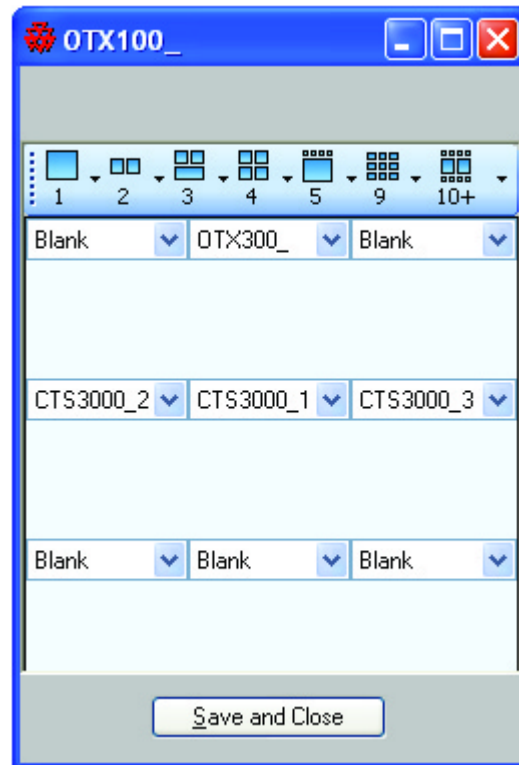 OTX100_
1 2 3 4 5 9 10+
Blank OTX300_ Blank
CTS3000_2 CTS3000_1 CTS3000_3
Blank Blank Blank
Save and Close